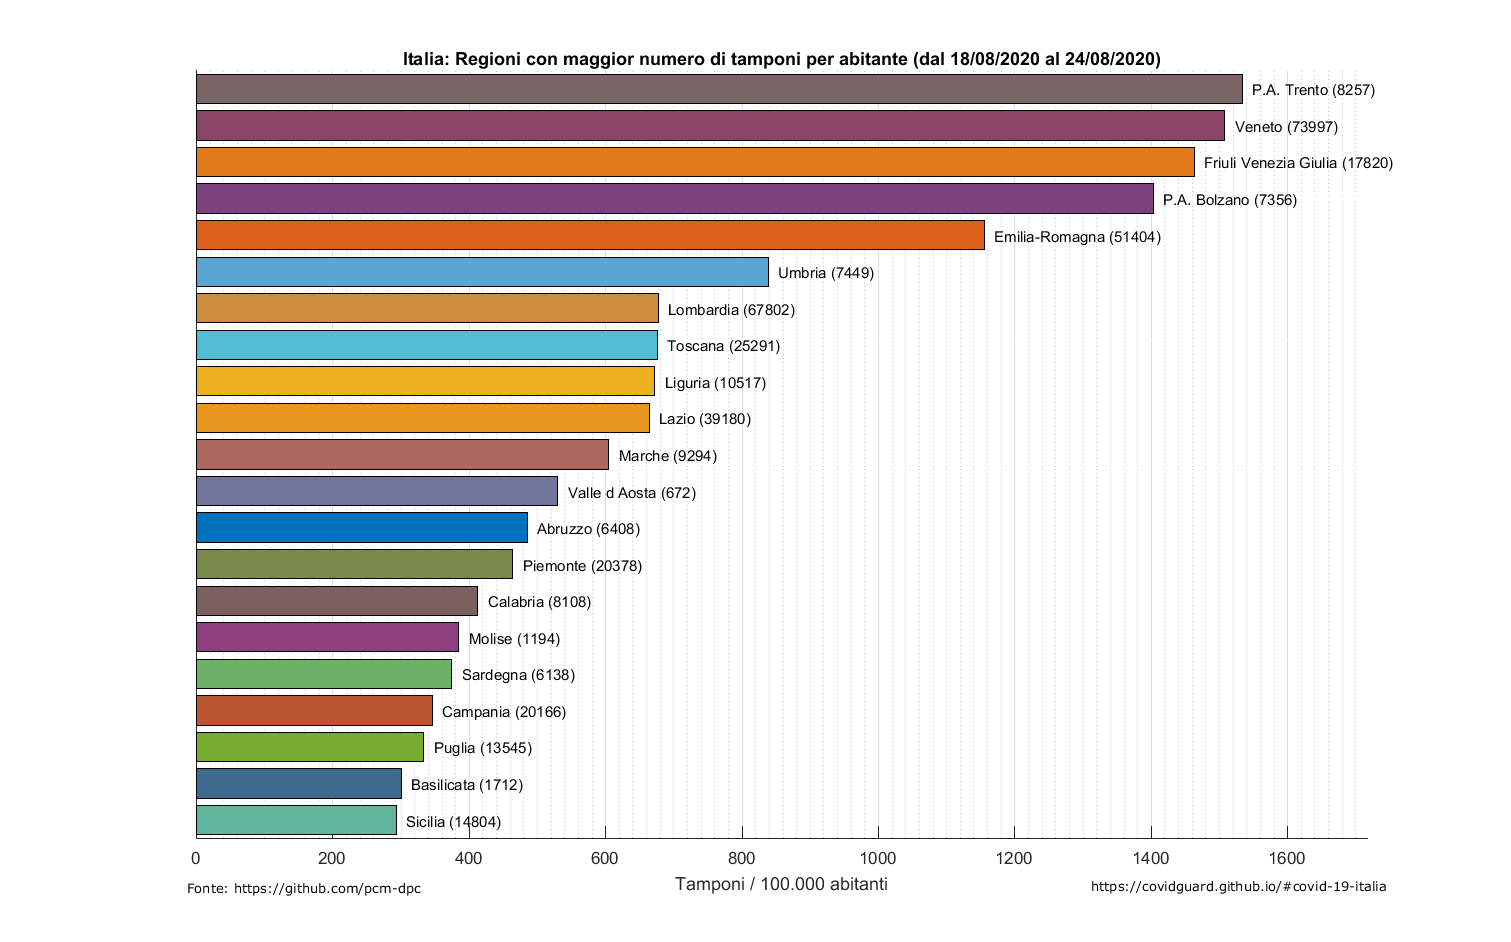 Italia: Regioni con maggior numero di tamponi per abitante (dal 18/08/2020 al 24/08/2020)
P.A. Trento (8257)
Veneto (73997)
Friuli Venezia Giulia (17820)
P.A. Bolzano (7356)
Emilia-Romagna (51404)
Umbria (7449)
Lombardia (67802)
Toscana (25291)
Liguria (10517)
Lazio (39180)
Marche (9294)
Valle d Aosta (672)
Abruzzo (6408)
Piemonte (20378)
Calabria (8108)
Molise (1194)
Sardegna (6138)
Campania (20166)
Puglia (13545)
Basilicata (1712)
Sicilia (14804)
0 200 400 600 800 1000 1200 1400 1600
Tamponi / 100.000 abitanti
Fonte: https://github.com/pcm-dpc
https://covidguard.github.io/#covid-19-italia